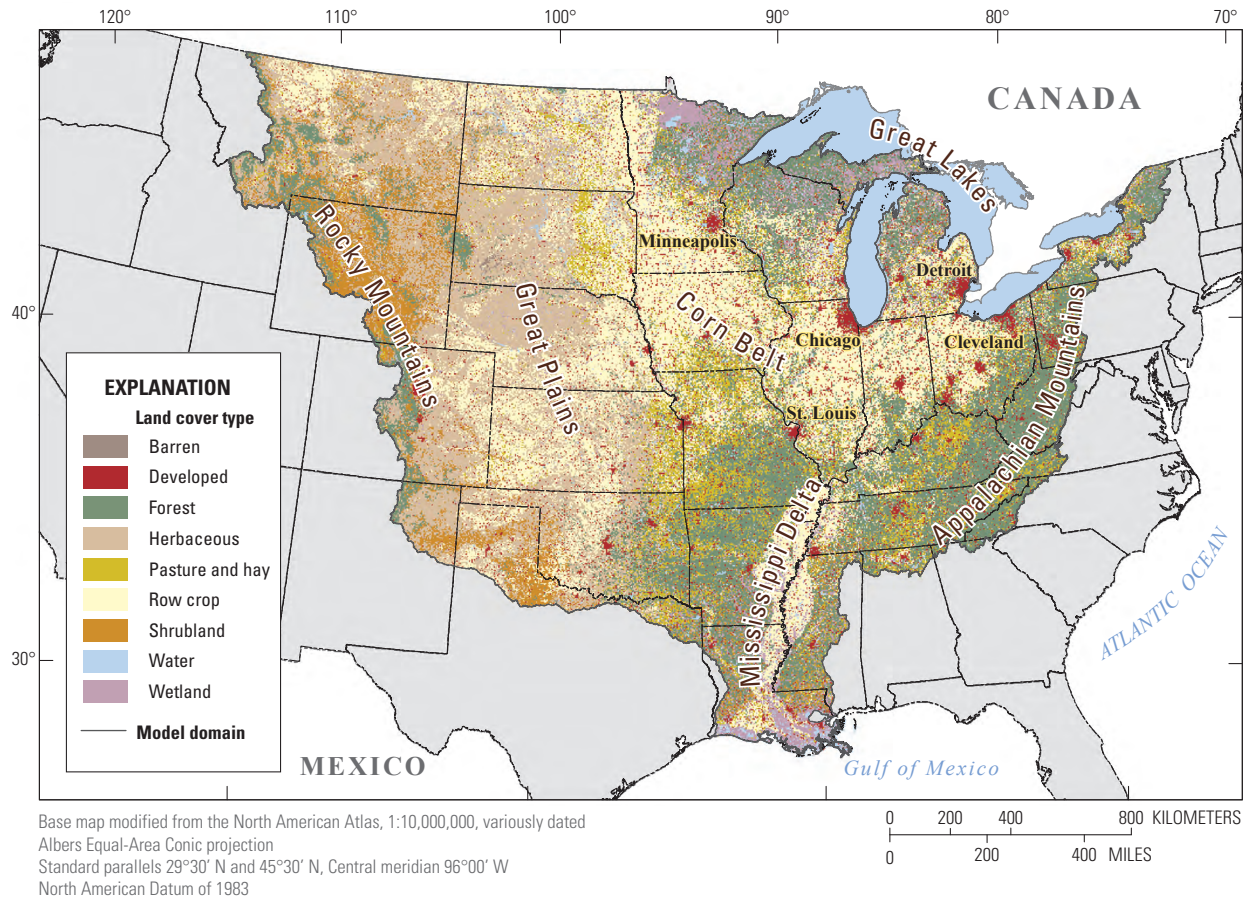 120° 110° 100° 90° 80° 70°
CANADA
Great Lakes
Minneapolis
Detroit
Rocky Mountains
Great Plains
Corn Belt
40°
Chicago
Cleveland
St. Louis
Appalachian Mountains
Mississippi Delta
EXPLANATION
Land cover type
Barren
Developed
Forest
Herbaceous
Pasture and hay
Row crop
Shrubland
Water
Wetland
Model domain
30°
ATLANTIC OCEAN
MEXICO
Gulf of Mexico
Base map modified from the North American Atlas, 1:10,000,000, variously dated
Albers Equal-Area Conic projection
Standard parallels 29°30′ N and 45°30′ N, Central meridian 96°00′ W
North American Datum of 1983
0 200 400 800 KILOMETERS
0 200 400 MILES